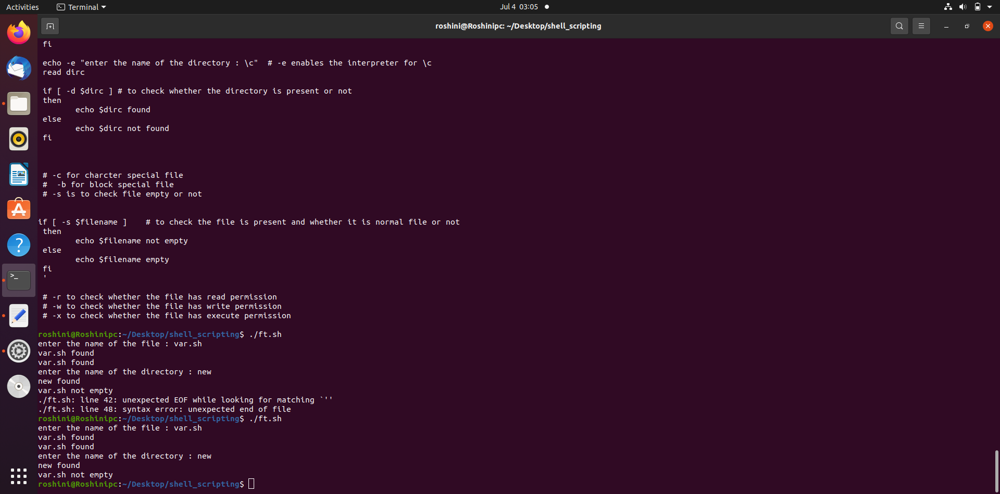 Activities
Terminal
Jul 4 03:05
roshini@Roshinipc: ~/Desktop/shell_scripting
fi
echo -e "enter the name of the directory : \c"  # -e enables the interpreter for \c
read dirc
if [ -d $dirc ] # to check whether the directory is present or not
then
echo $dirc found
else
echo $dirc not found
fi
# -c for charcter special file
#  -b for block special file
# -s is to check file empty or not
if [ -s $filename ]    # to check the file is present and whether it is normal file or not
then
echo $filename not empty
else
echo $filename empty
fi
'
# -r to check whether the file has read permission
# -w to check whether the file has write permission
# -x to check whether the file has execute permission
roshini@Roshinipc:~/Desktop/shell_scripting$ ./ft.sh
enter the name of the file : var.sh
var.sh found
var.sh found
enter the name of the directory : new
new found
var.sh not empty
./ft.sh: line 42: unexpected EOF while looking for matching `''
./ft.sh: line 48: syntax error: unexpected end of file
roshini@Roshinipc:~/Desktop/shell_scripting$ ./ft.sh
enter the name of the file : var.sh
var.sh found
var.sh found
enter the name of the directory : new
new found
var.sh not empty
roshini@Roshinipc:~/Desktop/shell_scripting$